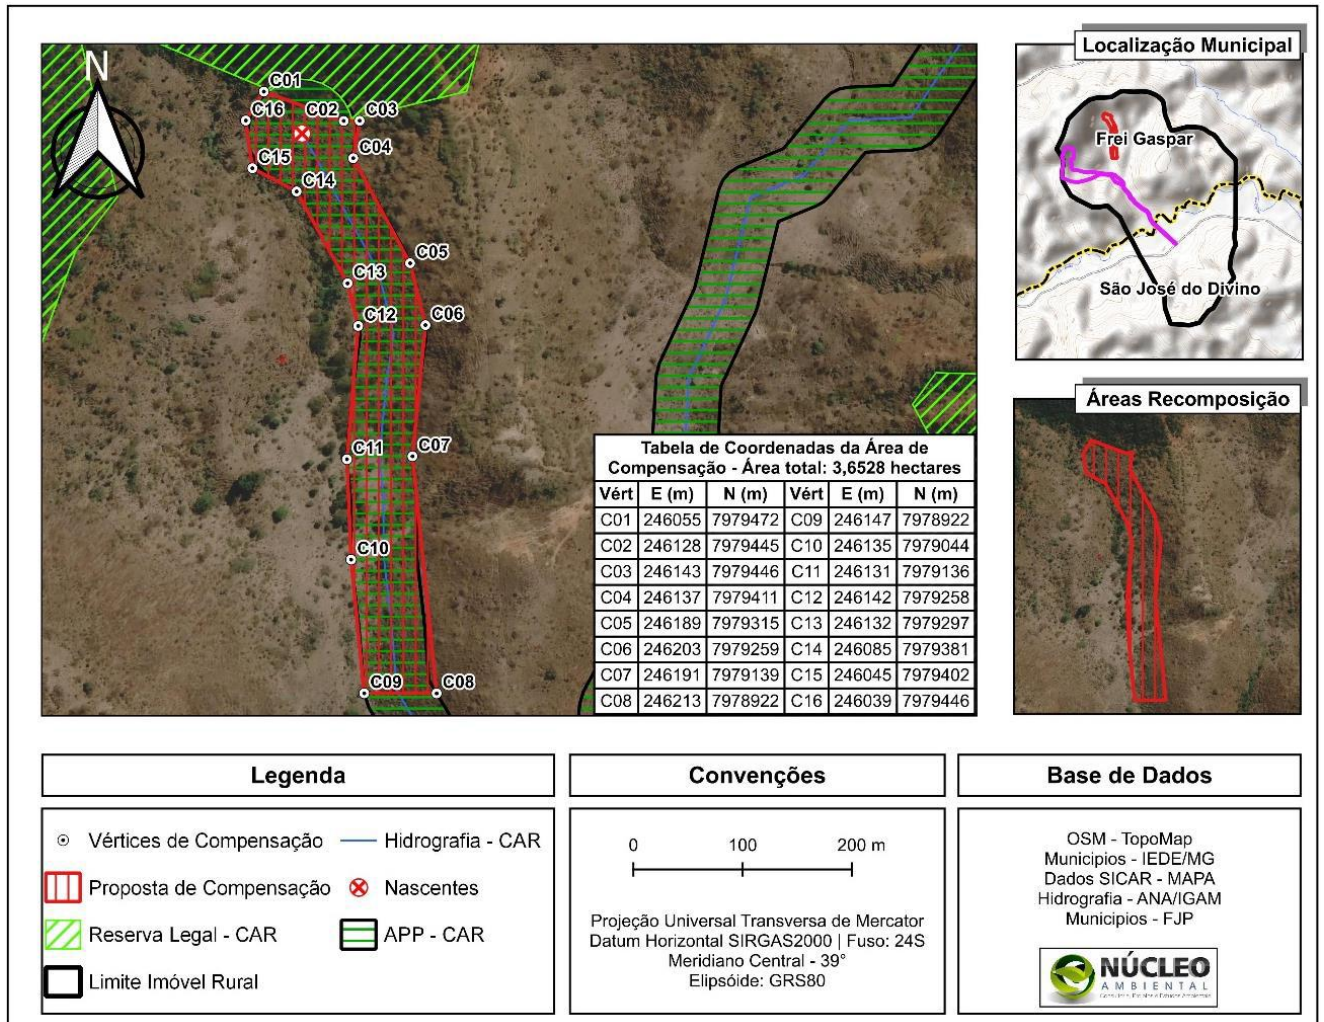 N
C01
C16
C02
C03
C04
C15
C14
C05
C13
C12
C06
C11
C07
C10
C09
C08
Tabela de Coordenadas da Área de
Compensação - Área total: 3,6528 hectares
Vért E (m) N (m) Vért E (m) N (m)
C01 246055 7979472 C09 246147 7978922
C02 246128 7979445 C10 246135 7979044
C03 246143 7979446 C11 246131 7979136
C04 246137 7979411 C12 246142 7979258
C05 246189 7979315 C13 246132 7979297
C06 246203 7979259 C14 246085 7979381
C07 246191 7979139 C15 246045 7979402
C08 246213 7978922 C16 246039 7979446
Localização Municipal
Frei Gaspar
São José do Divino
Áreas Recomposição
Legenda
Vértices de Compensação
Hidrografia - CAR
Proposta de Compensação
Nascentes
Reserva Legal - CAR
APP - CAR
Limite Imóvel Rural
Convenções
0 100 200 m
Projeção Universal Transversa de Mercator
Datum Horizontal SIRGAS2000 | Fuso: 24S
Meridiano Central - 39°
Elipsóide: GRS80
Base de Dados
OSM - TopoMap
Municipios - IEDE/MG
Dados SICAR - MAPA
Hidrografia - ANA/IGAM
Municipios - FJP
NÚCLEO
AMBIENTAL